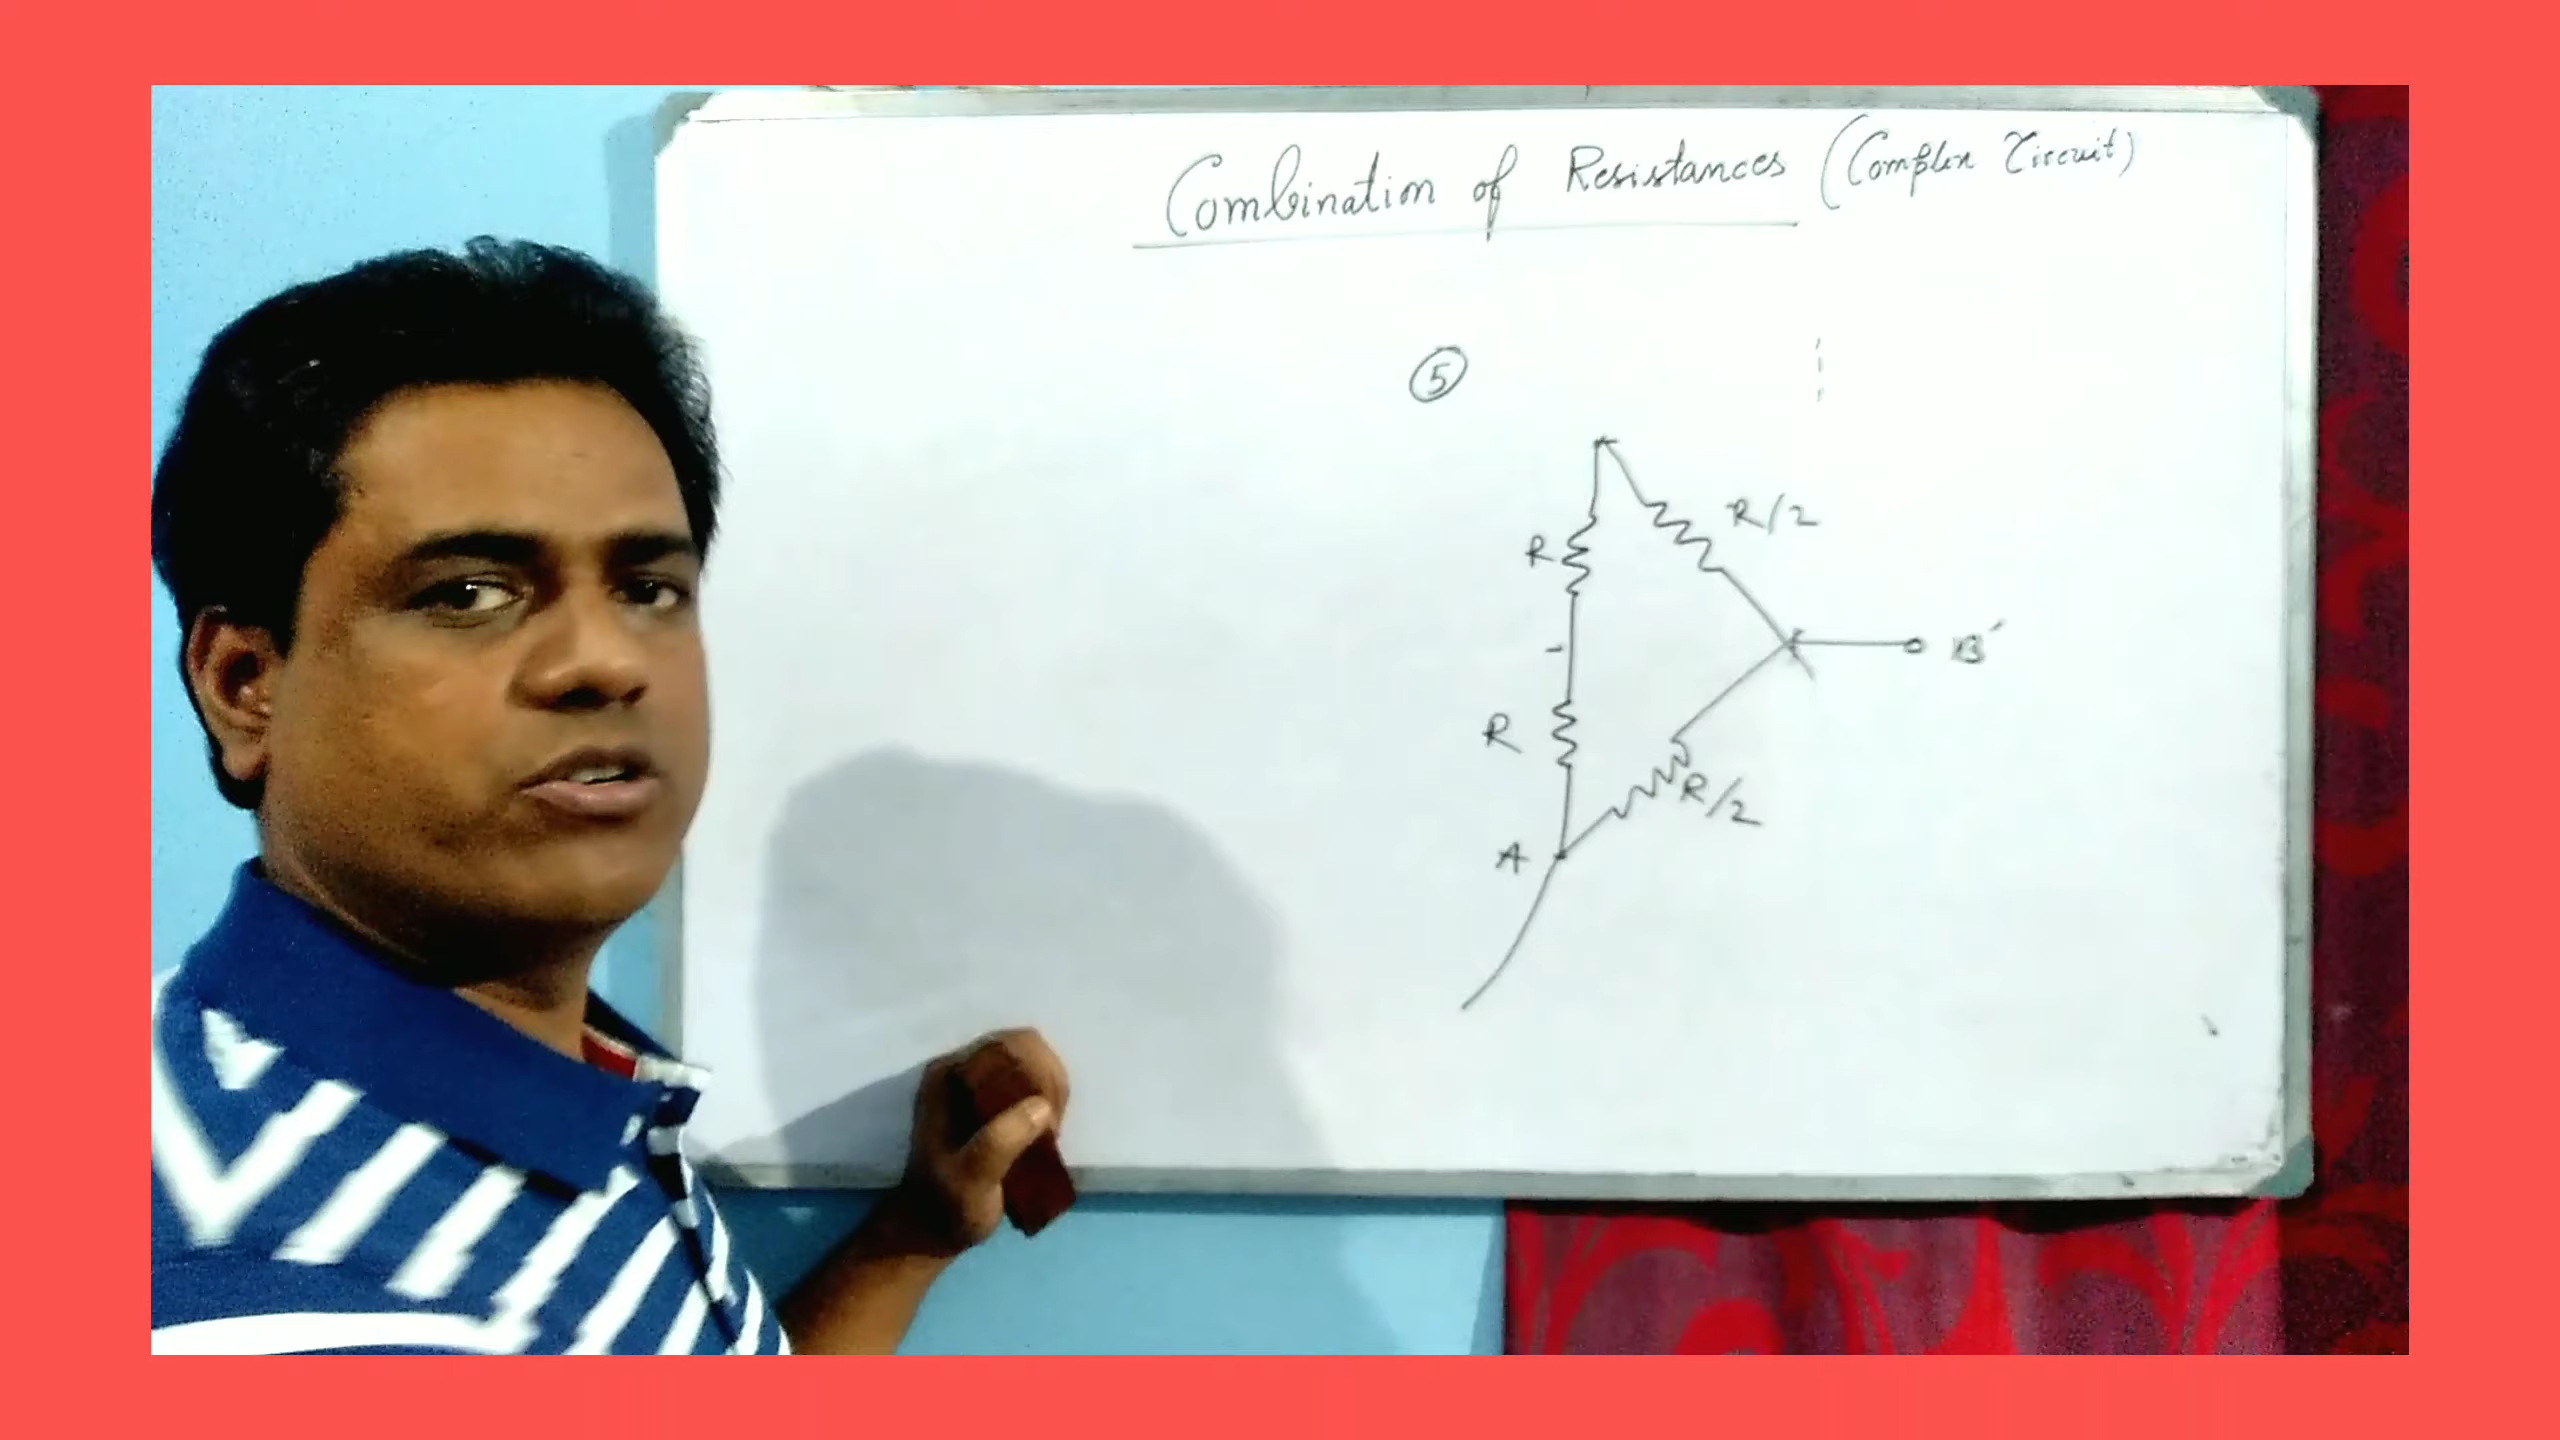 Combination of Resistances (Complex Circuit)
5
R/2
R
B'
R
R/2
A